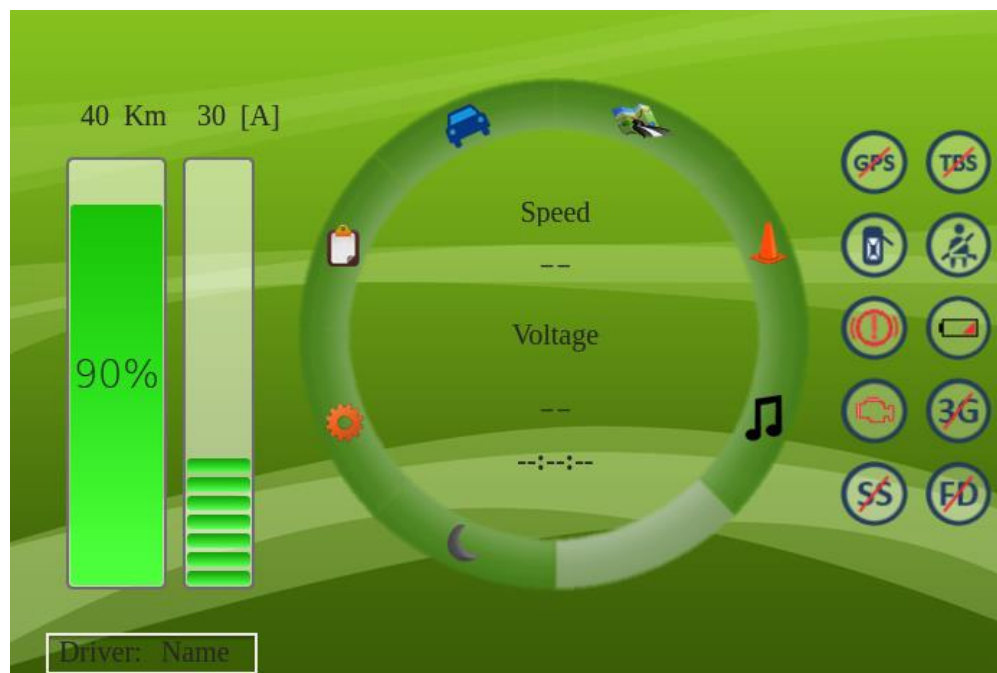 40 Km 30 [A]
GPS TBS
Speed
--
Voltage
90%
--
3G
--:--:--
SS FD
Driver: Name